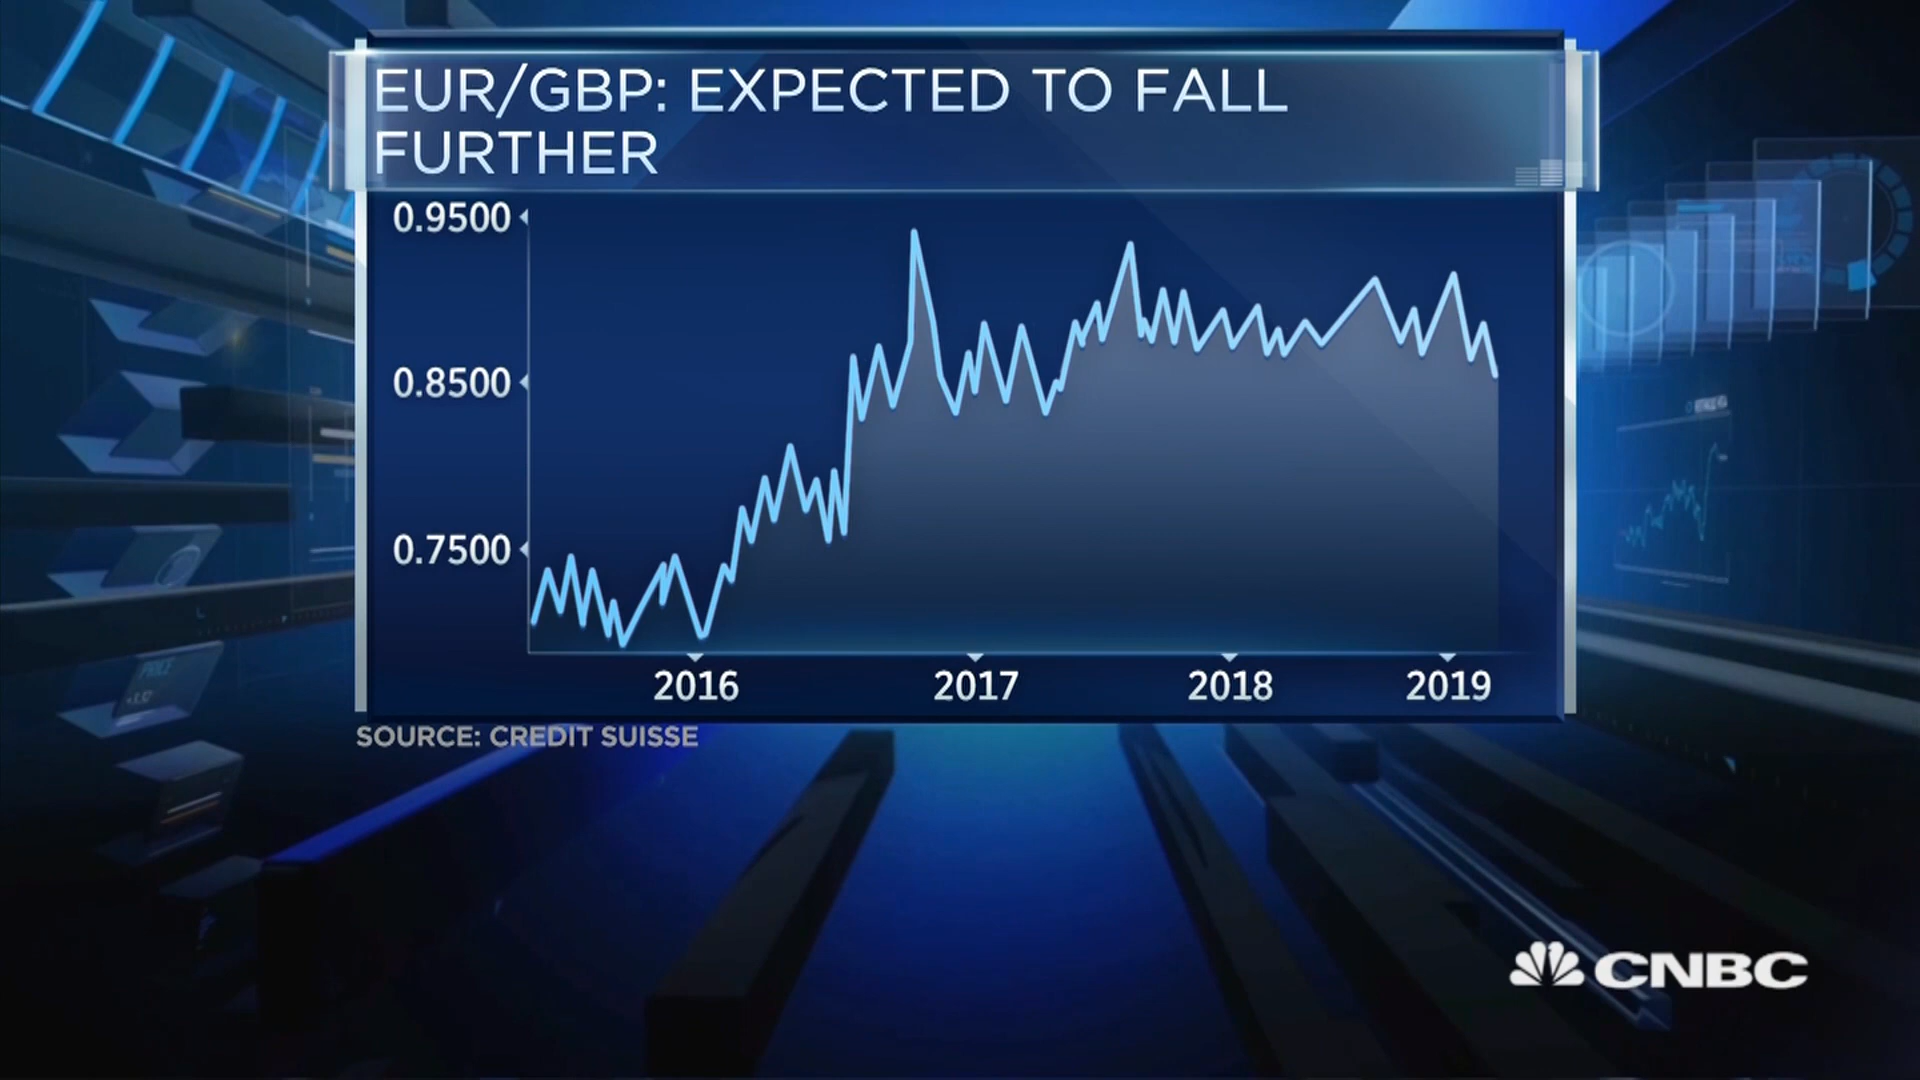 EUR/GBP: EXPECTED TO FALL
FURTHER
0.9500
0.8500
0.7500
2016
2017
2018
2019
SOURCE: CREDIT SUISSE
PRICE
CNBC